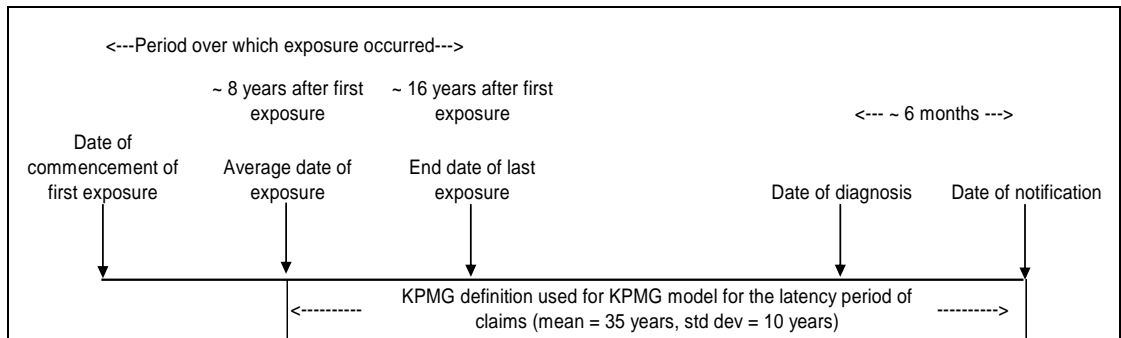 <---Period over which exposure occurred--->
~ 8 years after first
exposure
~ 16 years after first
exposure
<--- ~ 6 months --->
Date of
commencement of
first exposure
Average date of
exposure
End date of last
exposure
Date of diagnosis
Date of notification
<----------
KPMG definition used for KPMG model for the latency period of
claims (mean = 35 years, std dev = 10 years)
---------->